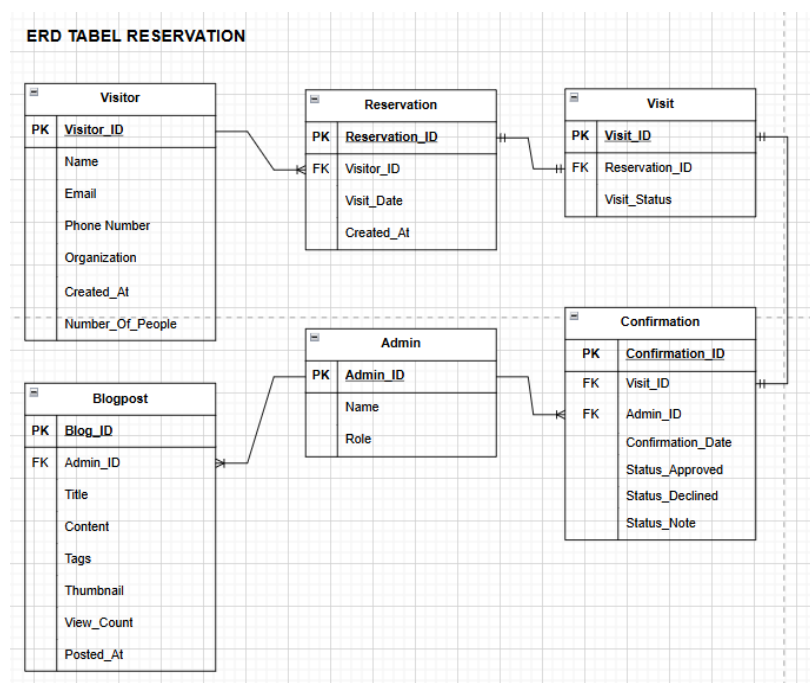 ERD TABEL RESERVATION
Visitor
PK Visitor_ID
Name
Email
Phone Number
Organization
Created_At
Number_Of_People
Reservation
PK Reservation_ID
FK Visitor_ID
Visit_Date
Created_At
Visit
PK Visit_ID
FK Reservation_ID
Visit_Status
Blogpost
PK Blog_ID
FK Admin_ID
Title
Content
Tags
Thumbnail
View_Count
Posted_At
Admin
PK Admin_ID
Name
Role
Confirmation
PK Confirmation_ID
FK Visit_ID
FK Admin_ID
Confirmation_Date
Status_Approved
Status_Declined
Status_Note